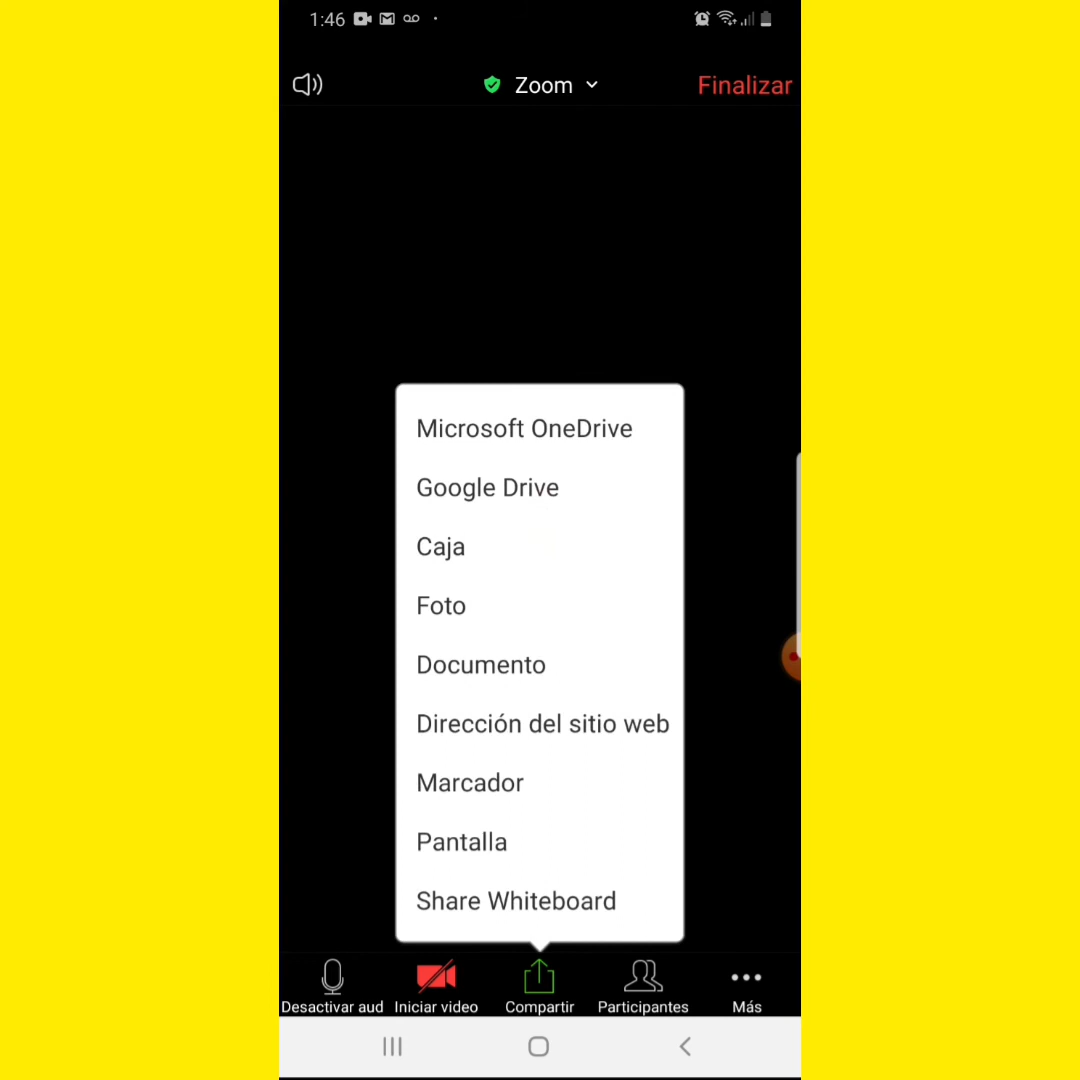 1:46
Zoom
Finalizar
Microsoft OneDrive
Google Drive
Caja
Foto
Documento
Dirección del sitio web
Marcador
Pantalla
Share Whiteboard
Desactivar aud Iniciar video Compartir Participantes Más